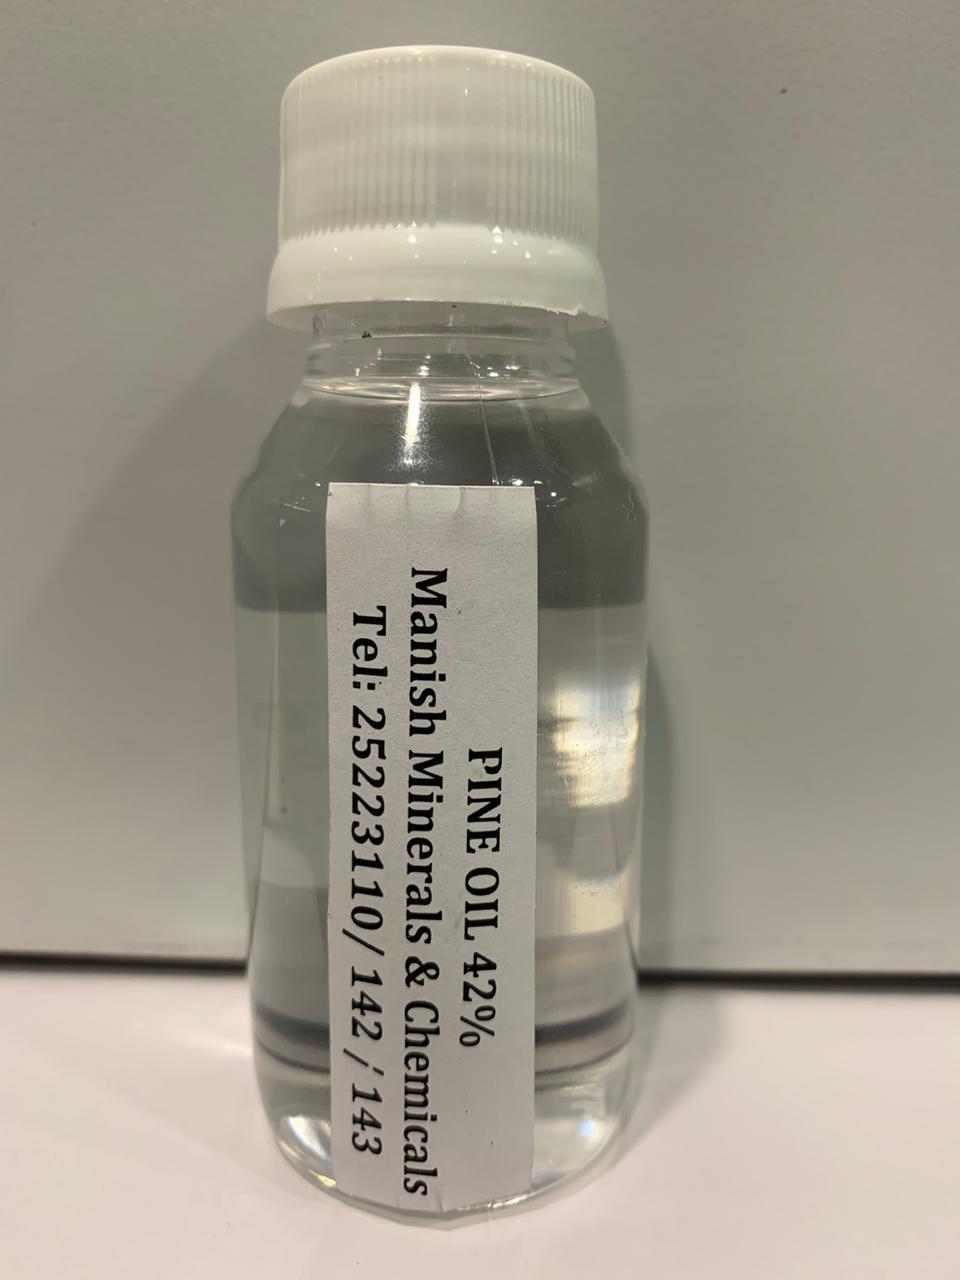 PINE OIL 42%
Manish Minerals & Chemicals
Tel: 25223110/ 142 / 143